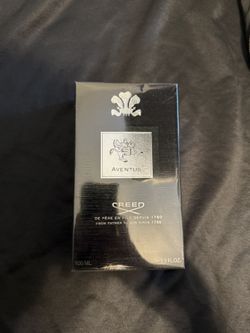 AVENTUS
CREED
DE PÈRE EN FILS DEPUIS 1760
FROM FATHER TO SON SINCE 1760
100 ML